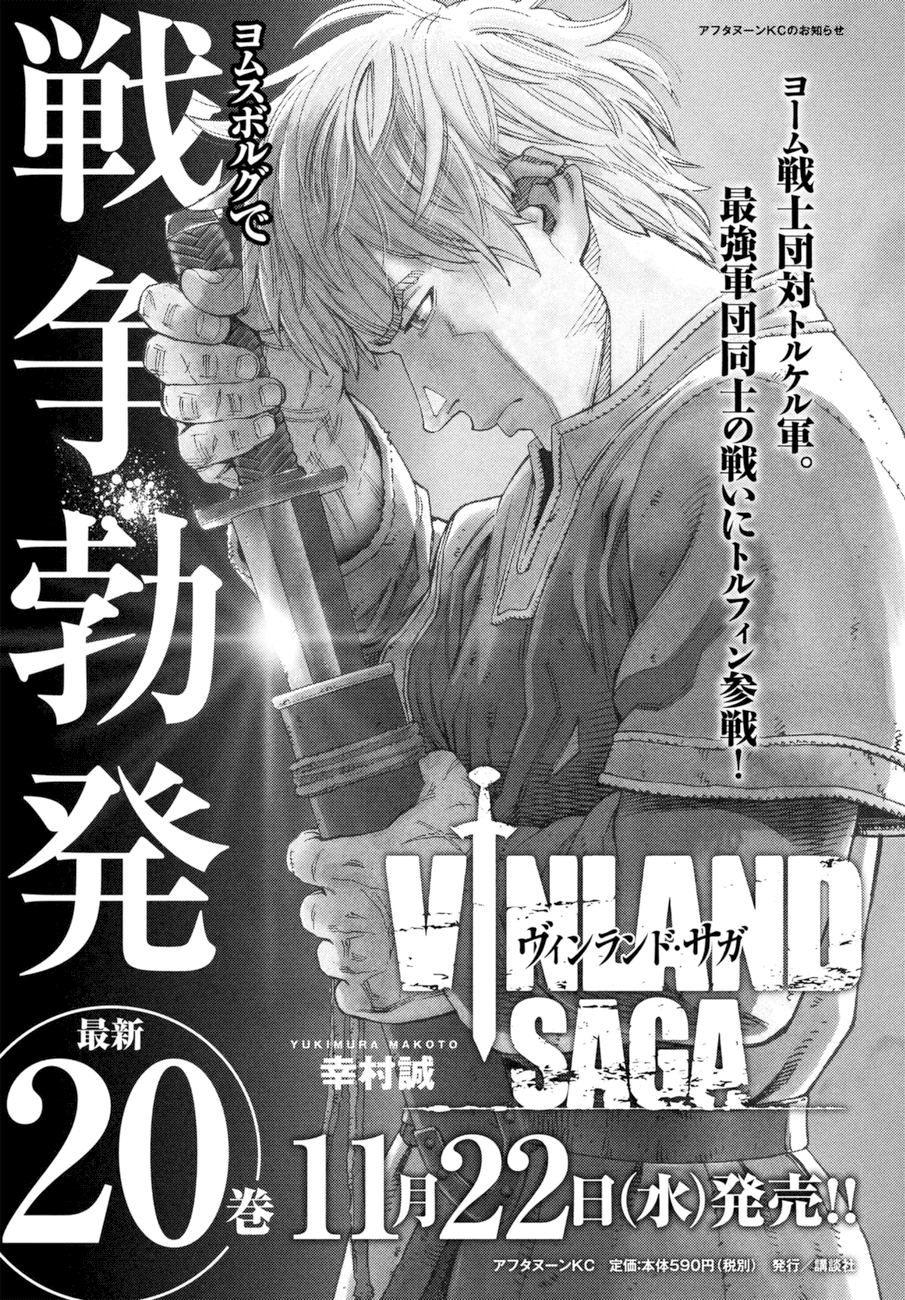 アフタヌーンKCのお知らせ
ヨーム戦士団対トルケル軍。
最強軍団同士の戦いにトルフィン参戦!
ヨムスボルグで
戦争勃発
VINLAND
ヴィンランド・サガ
SAGA
YUKIMURA MAKOTO
幸村誠
最新
20巻
11月22日(水)発売!!
アフタヌーンKC 定価:本体590円(税別) 発行/講談社